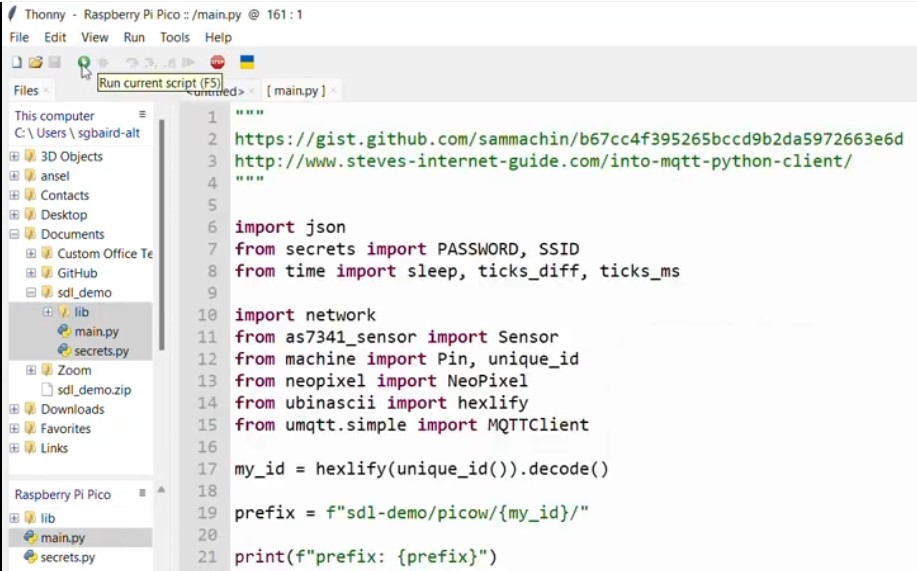 Thonny - Raspberry Pi Pico :: /main.py @ 161 : 1
File Edit View Run Tools Help
STOP
Run current script (F5)
Files
<untitled>
[ main.py ]
This computer
C: \ Users \ sgbaird-alt
3D Objects
ansel
Contacts
Desktop
Documents
Custom Office Te
GitHub
sdl_demo
lib
main.py
secrets.py
Zoom
sdl_demo.zip
Downloads
Favorites
Links
Raspberry Pi Pico
lib
main.py
secrets.py
1 """
2 https://gist.github.com/sammachin/b67cc4f395265bccd9b2da5972663e6d
3 http://www.steves-internet-guide.com/into-mqtt-python-client/
4 """
5
6 import json
7 from secrets import PASSWORD, SSID
8 from time import sleep, ticks_diff, ticks_ms
9
10 import network
11 from as7341_sensor import Sensor
12 from machine import Pin, unique_id
13 from neopixel import NeoPixel
14 from ubinascii import hexlify
15 from umqtt.simple import MQTTClient
16
17 my_id = hexlify(unique_id()).decode()
18
19 prefix = f"sdl-demo/picow/{my_id}/"
20
21 print(f"prefix: {prefix}")